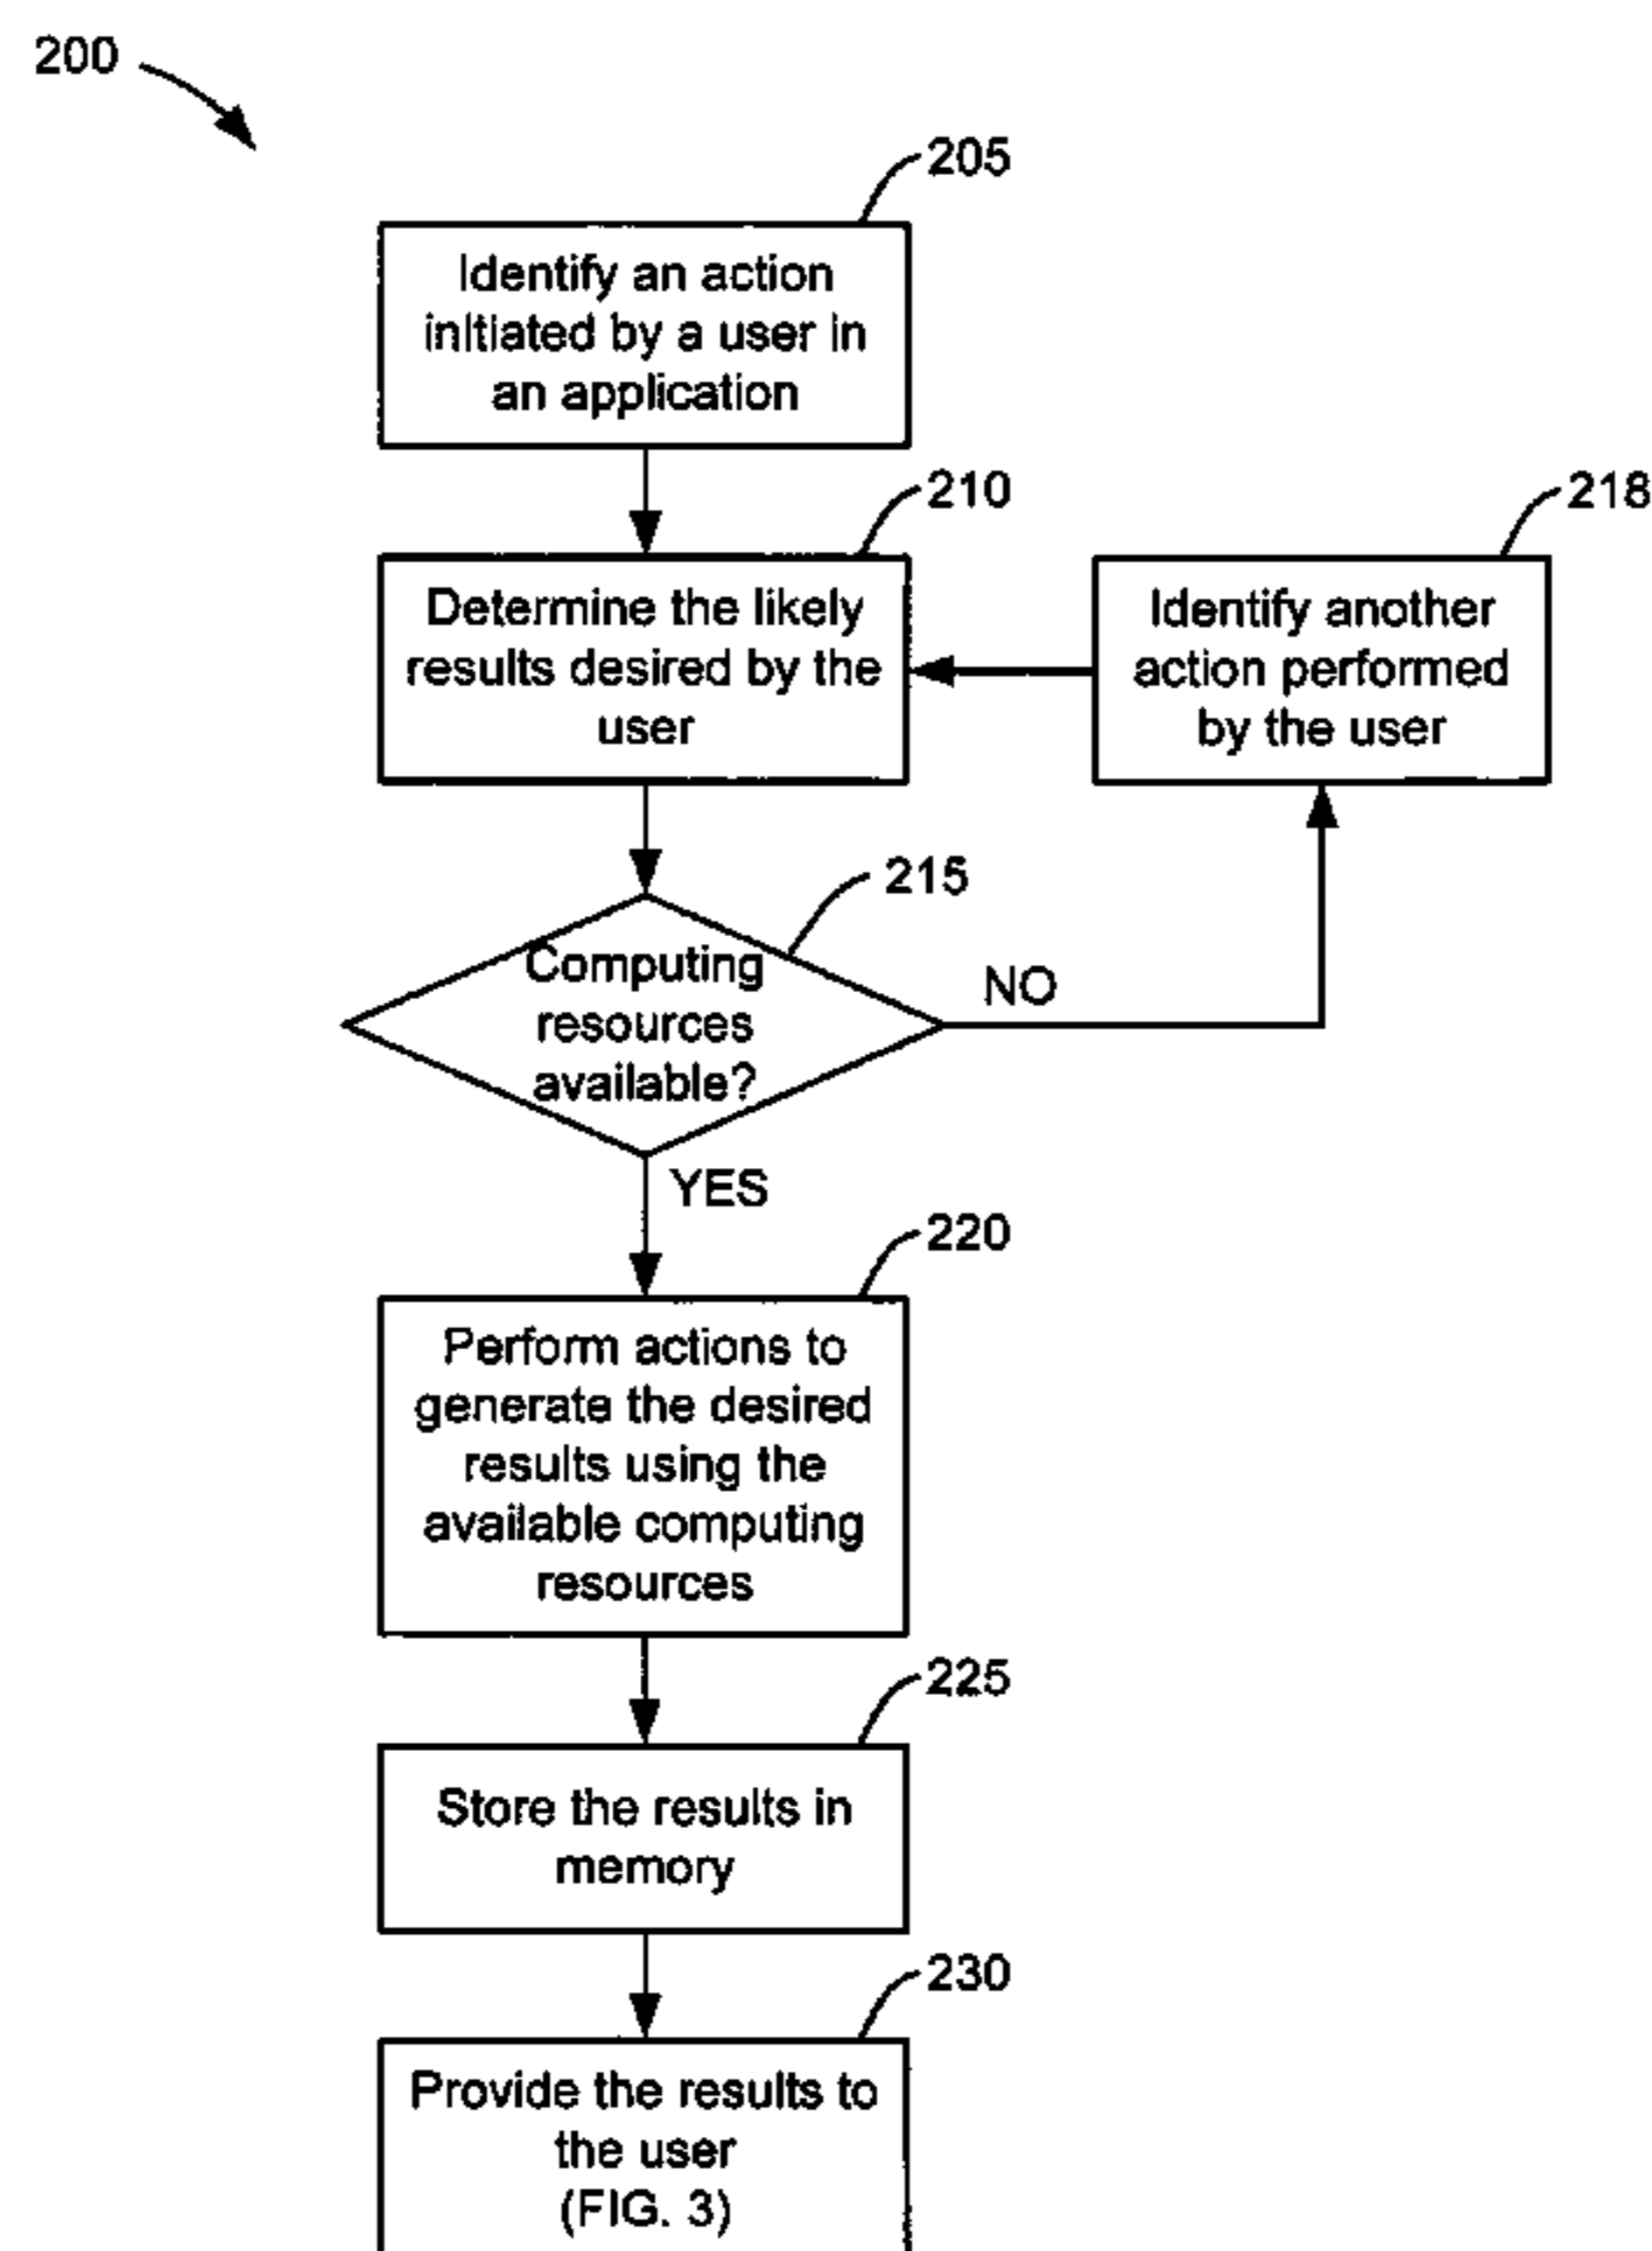 200
205
Identify an action
initiated by a user in
an application
210
Determine the likely
results desired by the
user
218
Identify another
action performed
by the user
215
Computing
resources
available?
NO
YES
220
Perform actions to
generate the desired
results using the
available computing
resources
225
Store the results in
memory
230
Provide the results to
the user
(FIG. 3)